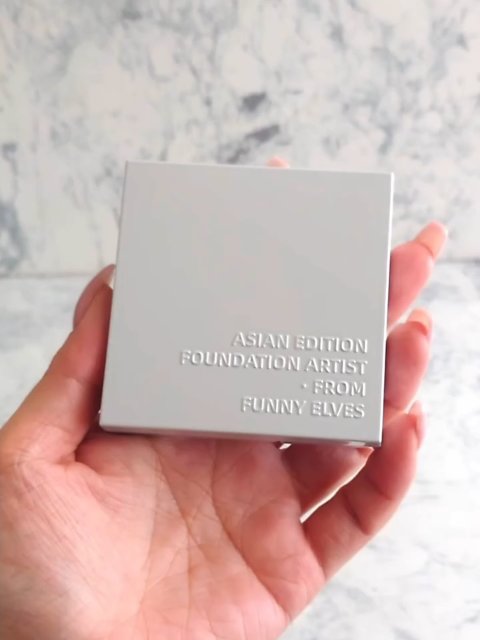 ASIAN EDITION
FOUNDATION ARTIST
· FROM
FUNNY ELVES